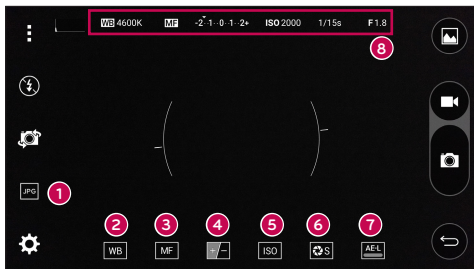 WB 4600K MF -2··1··0··1··2+ ISO 2000 1/15s F1.8
8
JPG 1
2 3 4 5 6 7
WB MF +/- ISO S AE-L